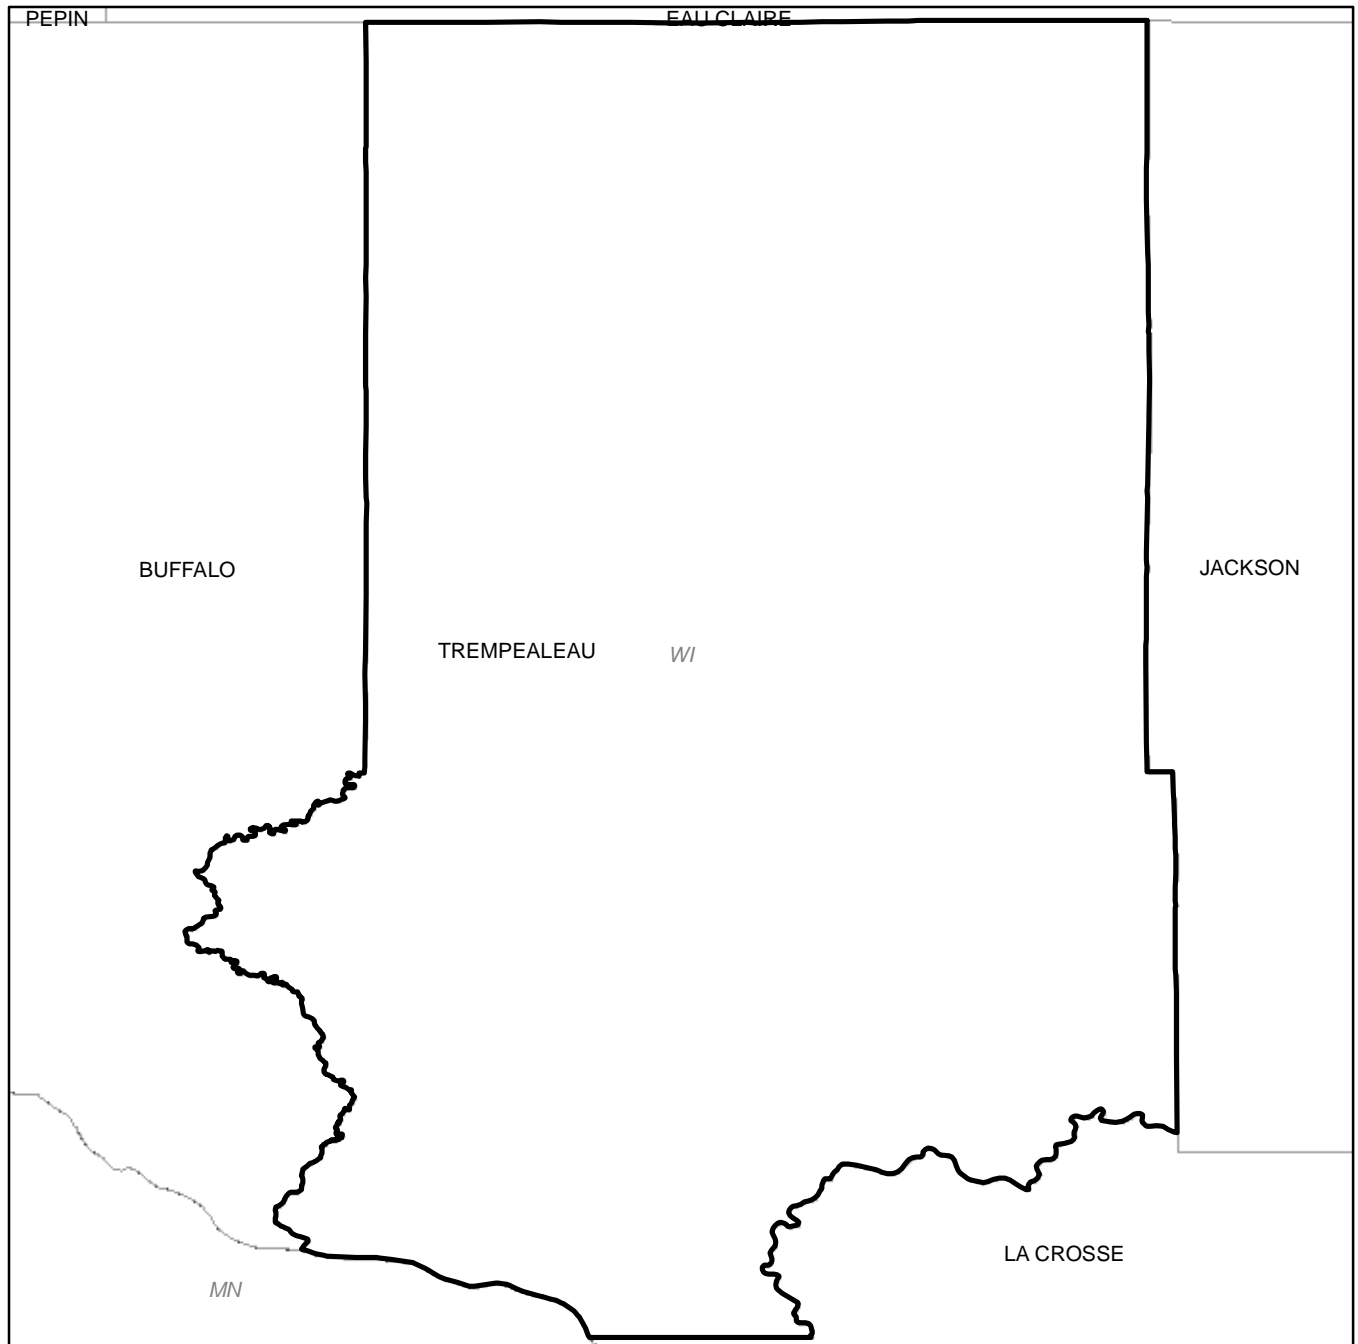 PEPIN
EAU CLAIRE
BUFFALO
JACKSON
TREMPEALEAU
WI
LA CROSSE
MN